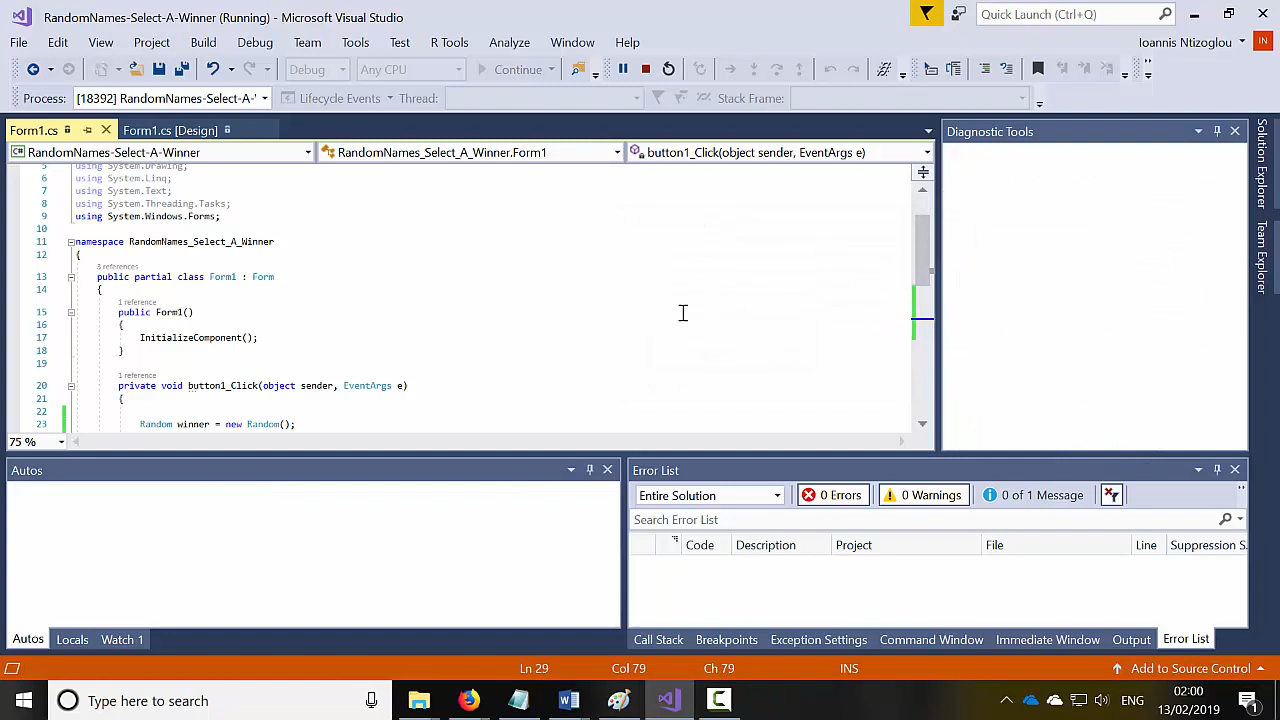 RandomNames-Select-A-Winner (Running) - Microsoft Visual Studio
Quick Launch (Ctrl+Q)
File Edit View Project Build Debug Team Tools Test R Tools Analyze Window Help
Ioannis Ntizoglou
IN
Debug Any CPU Continue
Process: [18392] RandomNames-Select-A-' Lifecycle Events Thread: Stack Frame:
Form1.cs Form1.cs [Design]
Diagnostic Tools
RandomNames-Select-A-Winner RandomNames_Select_A_Winner.Form1 button1_Click(object sender, EventArgs e)
5 using System.Drawing;
6 using System.Linq;
7 using System.Text;
8 using System.Threading.Tasks;
9 using System.Windows.Forms;
10
11 namespace RandomNames_Select_A_Winner
12 {
3 references
13 public partial class Form1 : Form
14 {
1 reference
15 public Form1()
16 {
17 InitializeComponent();
18 }
19
1 reference
20 private void button1_Click(object sender, EventArgs e)
21 {
22
23 Random winner = new Random();
75 %
Solution Explorer
Team Explorer
Autos
Error List
Entire Solution 0 Errors 0 Warnings 0 of 1 Message
Search Error List
Code Description Project File Line Suppression S.
Autos Locals Watch 1
Call Stack Breakpoints Exception Settings Command Window Immediate Window Output Error List
Ln 29 Col 79 Ch 79 INS Add to Source Control
Type here to search
ENG
02:00
13/02/2019
1